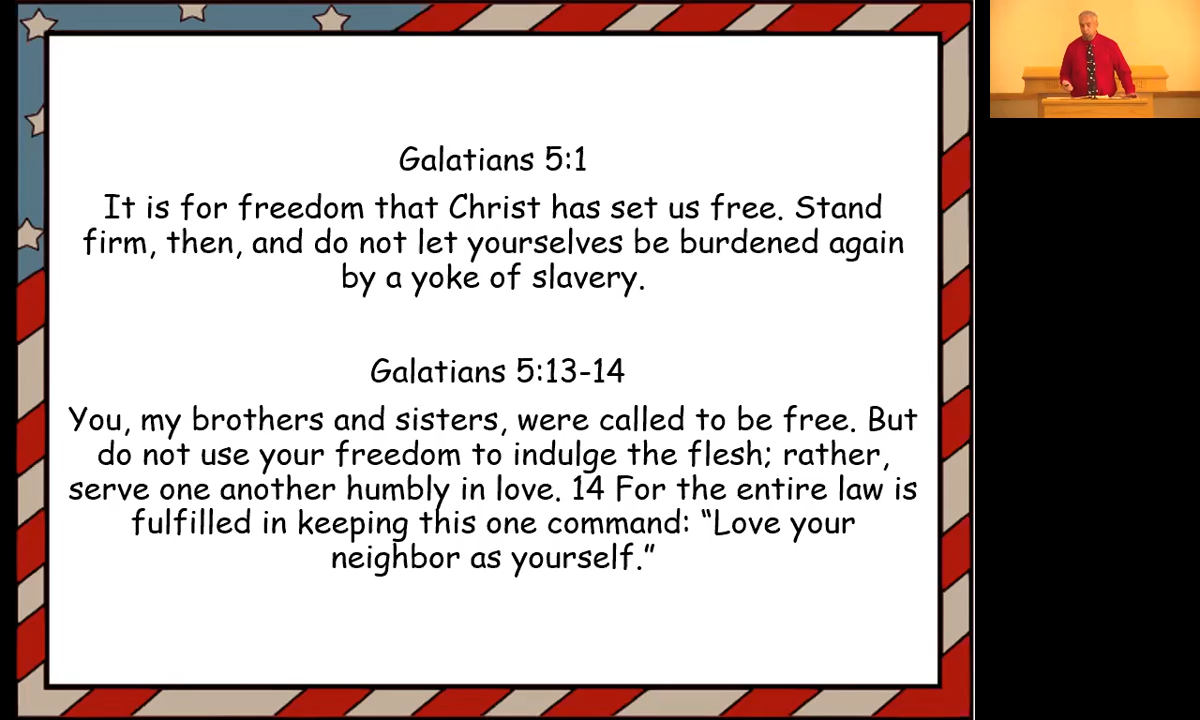 Galatians 5:1
It is for freedom that Christ has set us free. Stand
firm, then, and do not let yourselves be burdened again
by a yoke of slavery.
Galatians 5:13-14
You, my brothers and sisters, were called to be free. But
do not use your freedom to indulge the flesh; rather,
serve one another humbly in love. 14 For the entire law is
fulfilled in keeping this one command: “Love your
neighbor as yourself.”